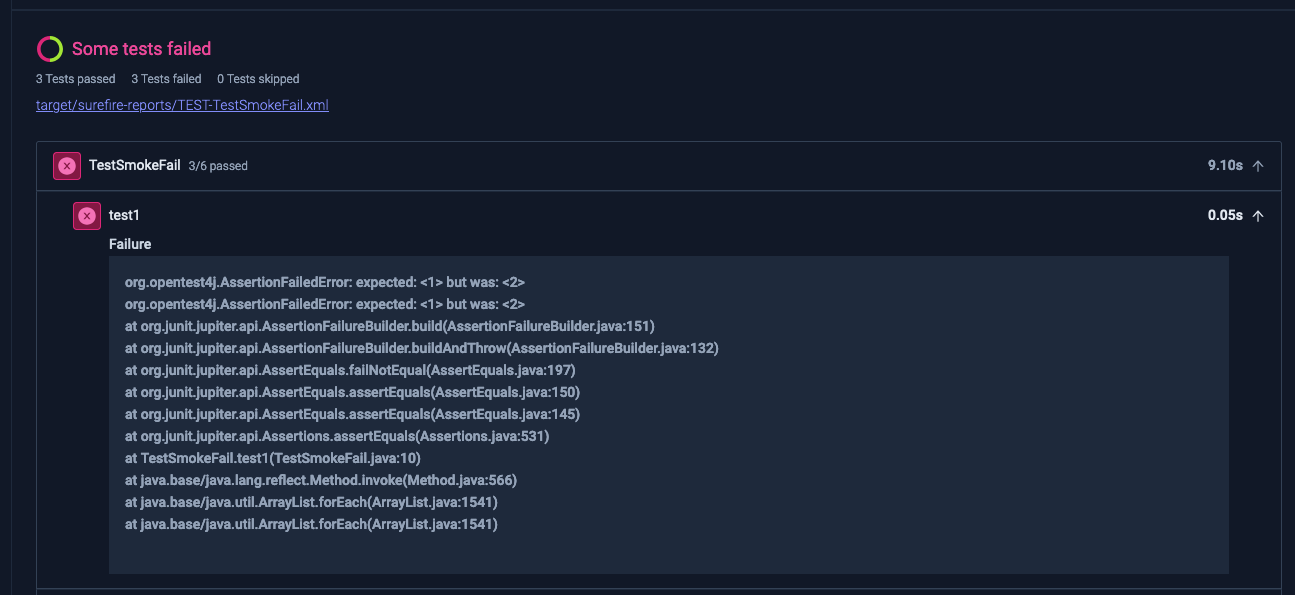 Some tests failed
3 Tests passed 3 Tests failed 0 Tests skipped
target/surefire-reports/TEST-TestSmokeFail.xml
TestSmokeFail 3/6 passed 9.10s
test1 0.05s
Failure
org.opentest4j.AssertionFailedError: expected: <1> but was: <2>
org.opentest4j.AssertionFailedError: expected: <1> but was: <2>
at org.junit.jupiter.api.AssertionFailureBuilder.build(AssertionFailureBuilder.java:151)
at org.junit.jupiter.api.AssertionFailureBuilder.buildAndThrow(AssertionFailureBuilder.java:132)
at org.junit.jupiter.api.AssertEquals.failNotEqual(AssertEquals.java:197)
at org.junit.jupiter.api.AssertEquals.assertEquals(AssertEquals.java:150)
at org.junit.jupiter.api.AssertEquals.assertEquals(AssertEquals.java:145)
at org.junit.jupiter.api.Assertions.assertEquals(Assertions.java:531)
at TestSmokeFail.test1(TestSmokeFail.java:10)
at java.base/java.lang.reflect.Method.invoke(Method.java:566)
at java.base/java.util.ArrayList.forEach(ArrayList.java:1541)
at java.base/java.util.ArrayList.forEach(ArrayList.java:1541)